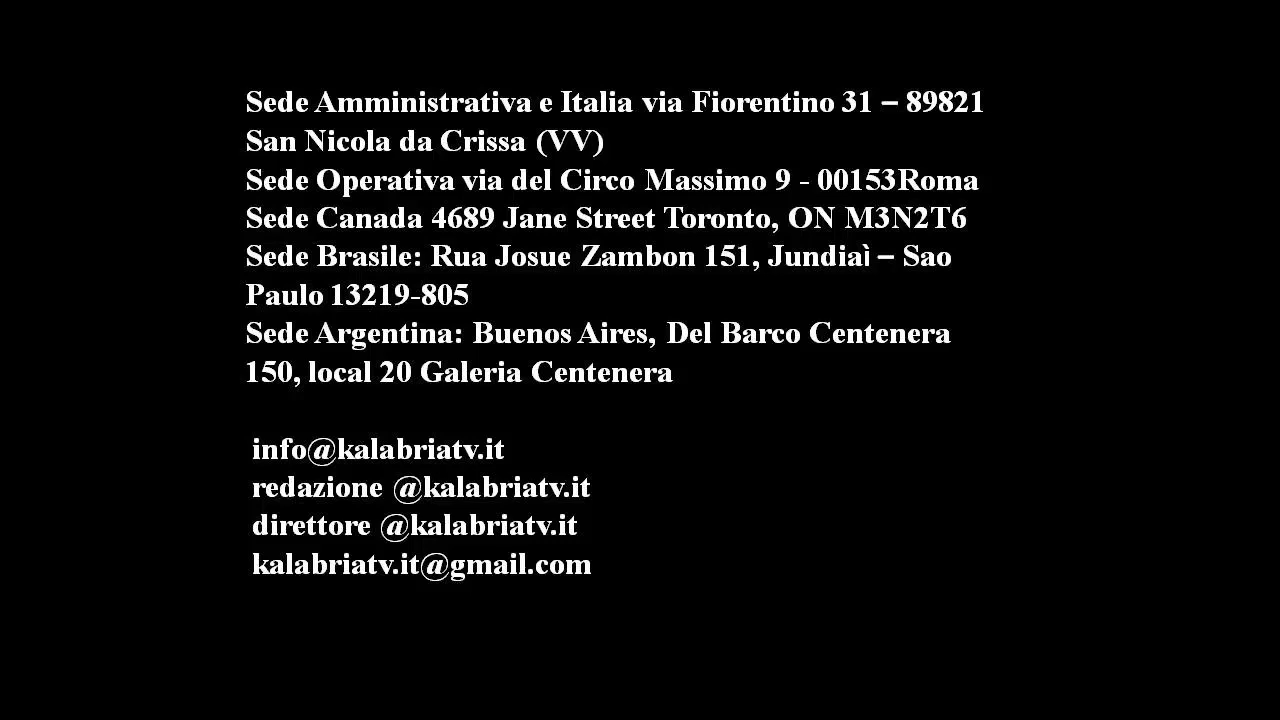 Sede Amministrativa e Italia via Fiorentino 31 – 89821
San Nicola da Crissa (VV)
Sede Operativa via del Circo Massimo 9 - 00153Roma
Sede Canada 4689 Jane Street Toronto, ON M3N2T6
Sede Brasile: Rua Josue Zambon 151, Jundiaì – Sao
Paulo 13219-805
Sede Argentina: Buenos Aires, Del Barco Centenera
150, local 20 Galeria Centenera
info@kalabriatv.it
redazione @kalabriatv.it
direttore @kalabriatv.it
kalabriatv.it@gmail.com